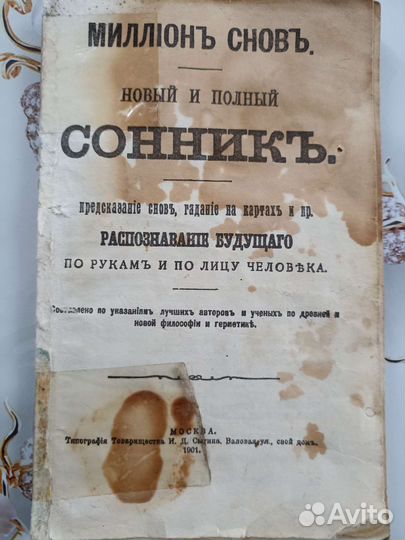 МИЛЛІОНЪ СНОВЪ.
НОВЫЙ И ПОЛНЫЙ
СОННИКЪ.
Предсказаніе сновъ, гаданіе на картахъ и пр.
РАСПОЗНАВАНІЕ БУДУЩАГО
ПО РУКАМЪ И ПО ЛИЦУ ЧЕЛОВѢКА.
Составлено по указаніямъ лучшихъ авторовъ и ученыхъ по древней и
новой философіи и герметикѣ.
МОСКВА.
Типографія Товарищества И. Д. Сытина. Валовая ул., свой домъ.
1901.
Avito